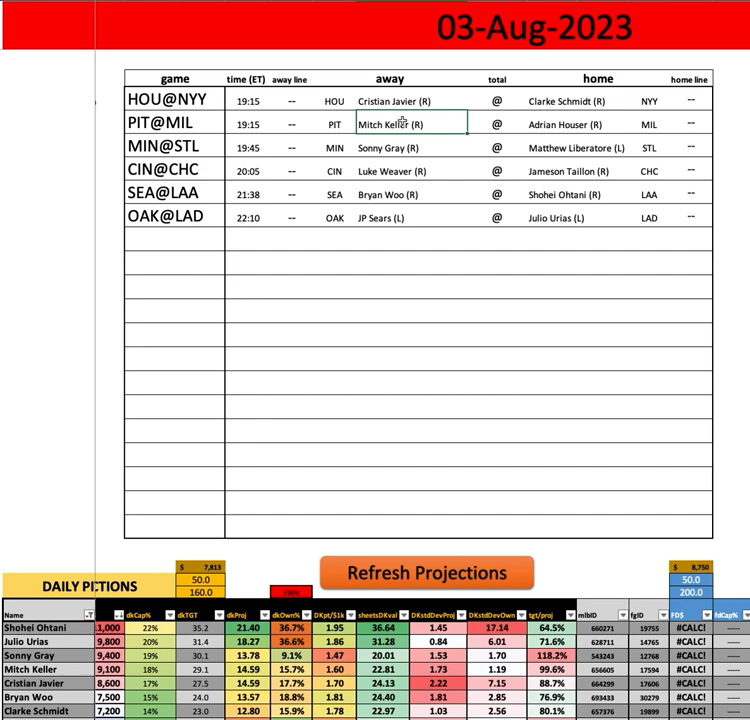 03-Aug-2023
game time (ET) away line away total home home line
HOU@NYY 19:15 -- HOU Cristian Javier (R) @ Clarke Schmidt (R) NYY --
PIT@MIL 19:15 -- PIT Mitch Keller (R) @ Adrian Houser (R) MIL --
MIN@STL 19:45 -- MIN Sonny Gray (R) @ Matthew Liberatore (L) STL --
CIN@CHC 20:05 -- CIN Luke Weaver (R) @ Jameson Taillon (R) CHC --
SEA@LAA 21:38 -- SEA Bryan Woo (R) @ Shohei Ohtani (R) LAA --
OAK@LAD 22:10 -- OAK JP Sears (L) @ Julio Urias (L) LAD --
$ 7,813 Refresh Projections $ 8,750
DAILY P CTIONS 50.0 50.0
160.0 196% 200.0
Name dkCap% dkTGT dkProj dkOwn% DKpt/$1k sheetsDKval DKstdDevProj DKstdDevOwn tgt/proj mlbID fgID FD$ fdCap%
Shohei Ohtani 1,000 22% 35.2 21.40 36.7% 1.95 36.64 1.45 17.14 64.5% 660271 19755 #CALC! -----
Julio Urias 9,800 20% 31.4 18.27 36.6% 1.86 31.28 0.84 6.01 71.6% 628711 14765 #CALC! -----
Sonny Gray 9,400 19% 30.1 13.78 9.1% 1.47 20.01 1.53 1.70 118.2% 543243 12768 #CALC! -----
Mitch Keller 9,100 18% 29.1 14.59 15.7% 1.60 22.81 1.73 1.19 99.6% 656605 17594 #CALC! -----
Cristian Javier 8,600 17% 27.5 14.59 17.7% 1.70 24.13 2.22 7.15 88.7% 664299 17606 #CALC! -----
Bryan Woo 7,500 15% 24.0 13.57 18.8% 1.81 24.40 1.81 2.85 76.9% 693433 30279 #CALC! -----
Clarke Schmidt 7,200 14% 23.0 12.80 15.9% 1.78 22.97 1.03 2.56 80.1% 657376 19899 #CALC! -----